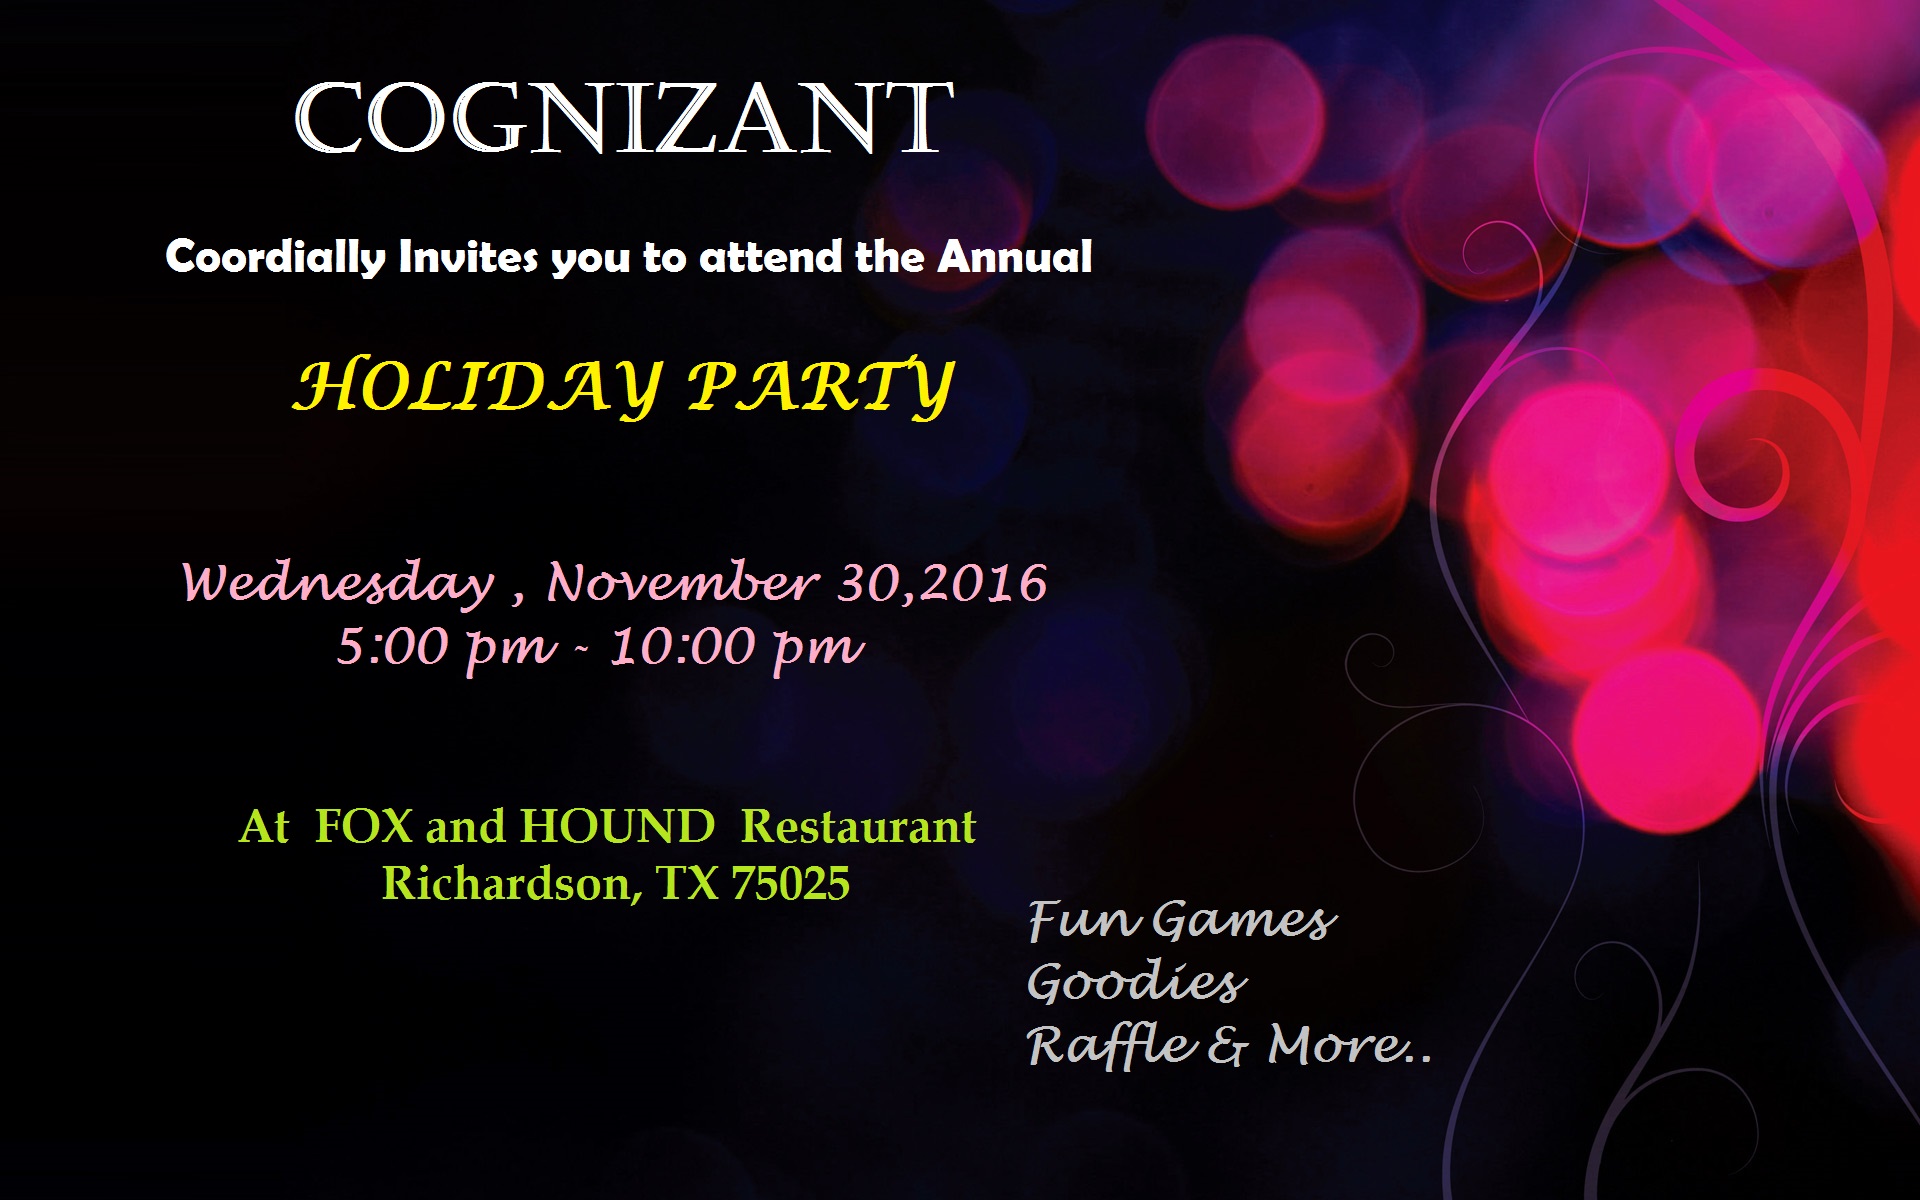 COGNIZANT
Coordially Invites you to attend the Annual
HOLIDAY PARTY
Wednesday , November 30,2016
5:00 pm - 10:00 pm
At FOX and HOUND Restaurant
Richardson, TX 75025
Fun Games
Goodies
Raffle & More..